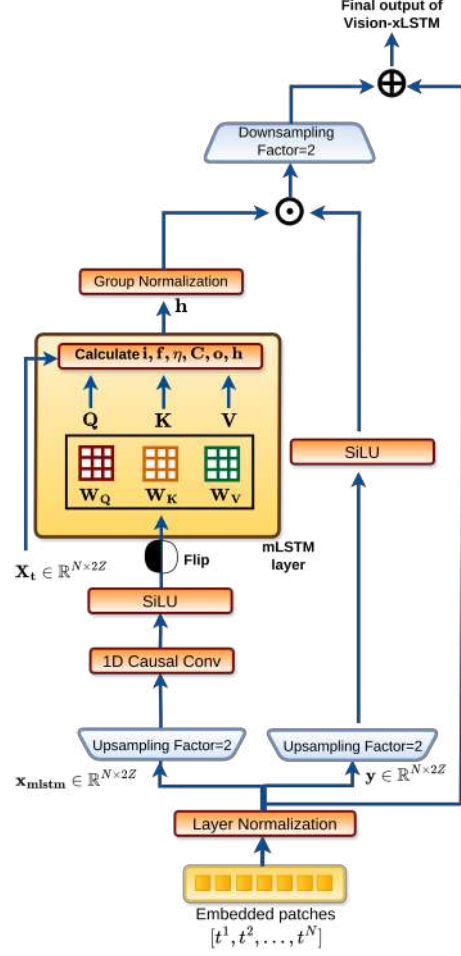 Final output of
Vision-xLSTM
Downsampling
Factor=2
Group Normalization
h
Calculate i, f, η, C, o, h
Q K V
W_Q W_K W_V
SiLU
mLSTM
layer
Flip
X_t ∈ ℝ^{N×2Z}
SiLU
1D Causal Conv
Upsampling Factor=2 Upsampling Factor=2
x_mlstm ∈ ℝ^{N×2Z} y ∈ ℝ^{N×2Z}
Layer Normalization
Embedded patches
[t^1, t^2, . . . , t^N]